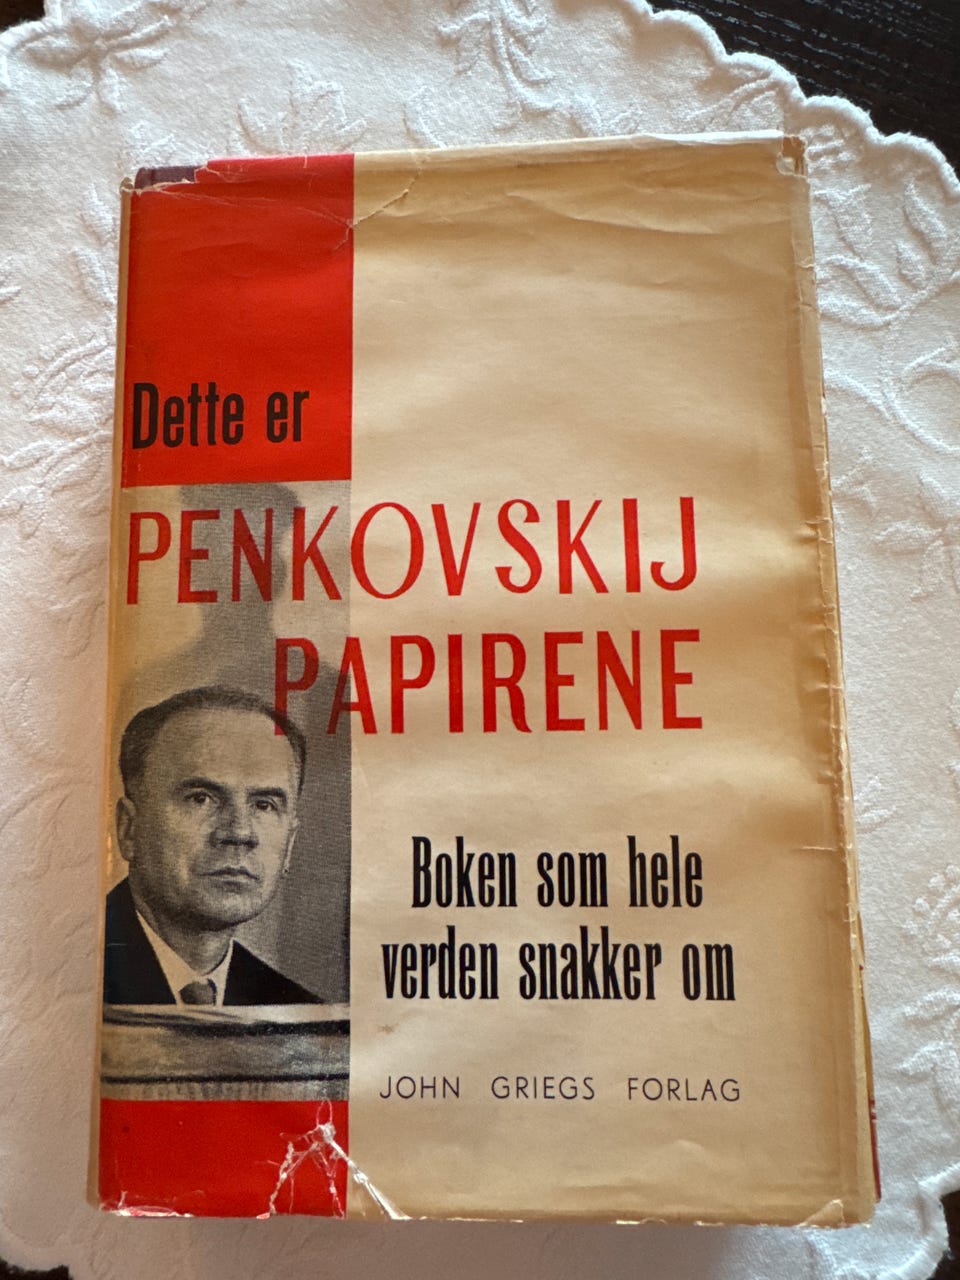 Dette er
PENKOVSKIJ
PAPIRENE
Boken som hele
verden snakker om
JOHN GRIEGS FORLAG